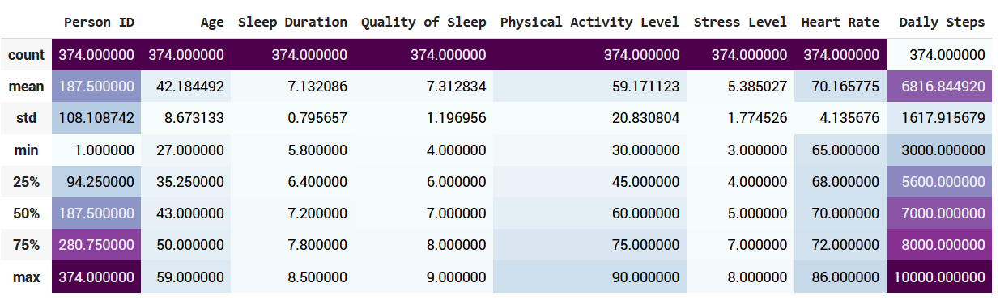 Person ID Age Sleep Duration Quality of Sleep Physical Activity Level Stress Level Heart Rate Daily Steps
count 374.000000 374.000000 374.000000 374.000000 374.000000 374.000000 374.000000 374.000000
mean 187.500000 42.184492 7.132086 7.312834 59.171123 5.385027 70.165775 6816.844920
std 108.108742 8.673133 0.795657 1.196956 20.830804 1.774526 4.135676 1617.915679
min 1.000000 27.000000 5.800000 4.000000 30.000000 3.000000 65.000000 3000.000000
25% 94.250000 35.250000 6.400000 6.000000 45.000000 4.000000 68.000000 5600.000000
50% 187.500000 43.000000 7.200000 7.000000 60.000000 5.000000 70.000000 7000.000000
75% 280.750000 50.000000 7.800000 8.000000 75.000000 7.000000 72.000000 8000.000000
max 374.000000 59.000000 8.500000 9.000000 90.000000 8.000000 86.000000 10000.000000